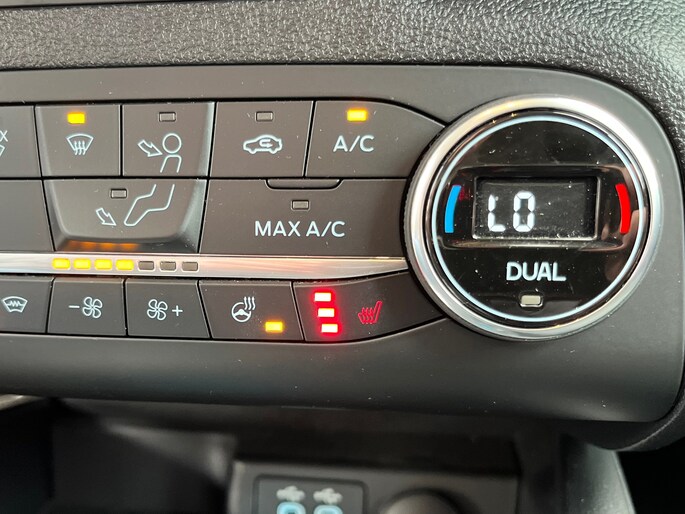 X
A/C
MAX A/C
LO
DUAL
- +